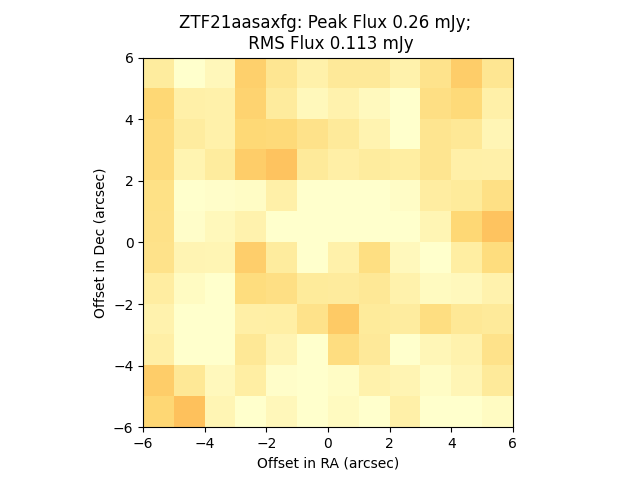 ZTF21aasaxfg: Peak Flux 0.26 mJy;
RMS Flux 0.113 mJy
6
4
2
0
−2
−4
−6
Offset in Dec (arcsec)
−6 −4 −2 0 2 4 6
Offset in RA (arcsec)